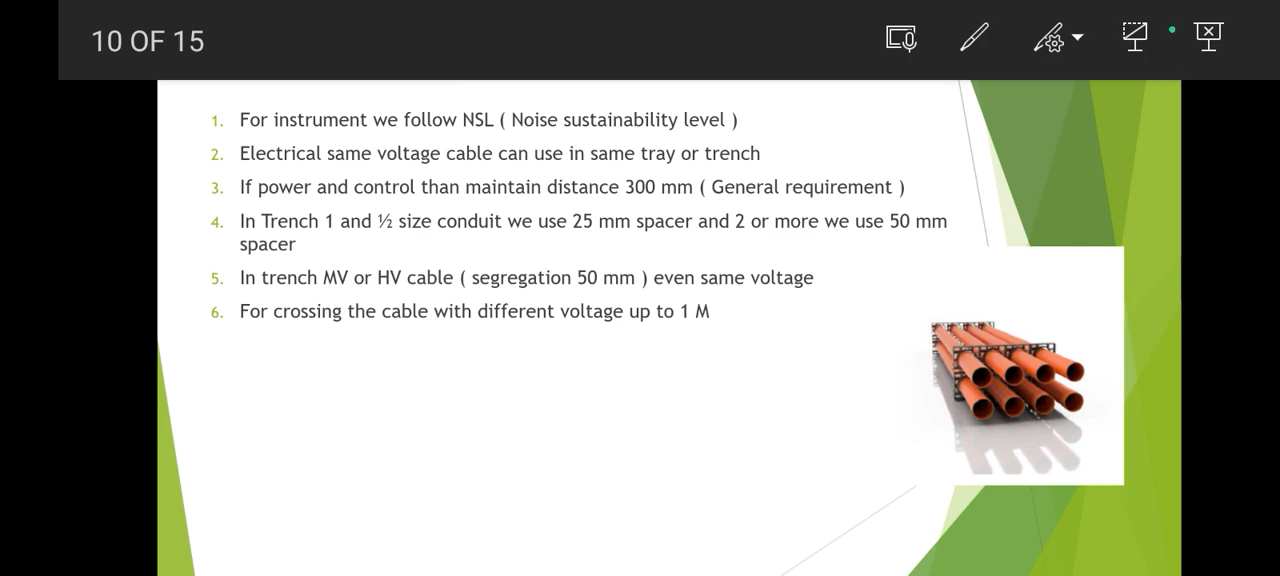 10 OF 15
1. For instrument we follow NSL ( Noise sustainability level )
2. Electrical same voltage cable can use in same tray or trench
3. If power and control than maintain distance 300 mm ( General requirement )
4. In Trench 1 and ½ size conduit we use 25 mm spacer and 2 or more we use 50 mm
spacer
5. In trench MV or HV cable ( segregation 50 mm ) even same voltage
6. For crossing the cable with different voltage up to 1 M